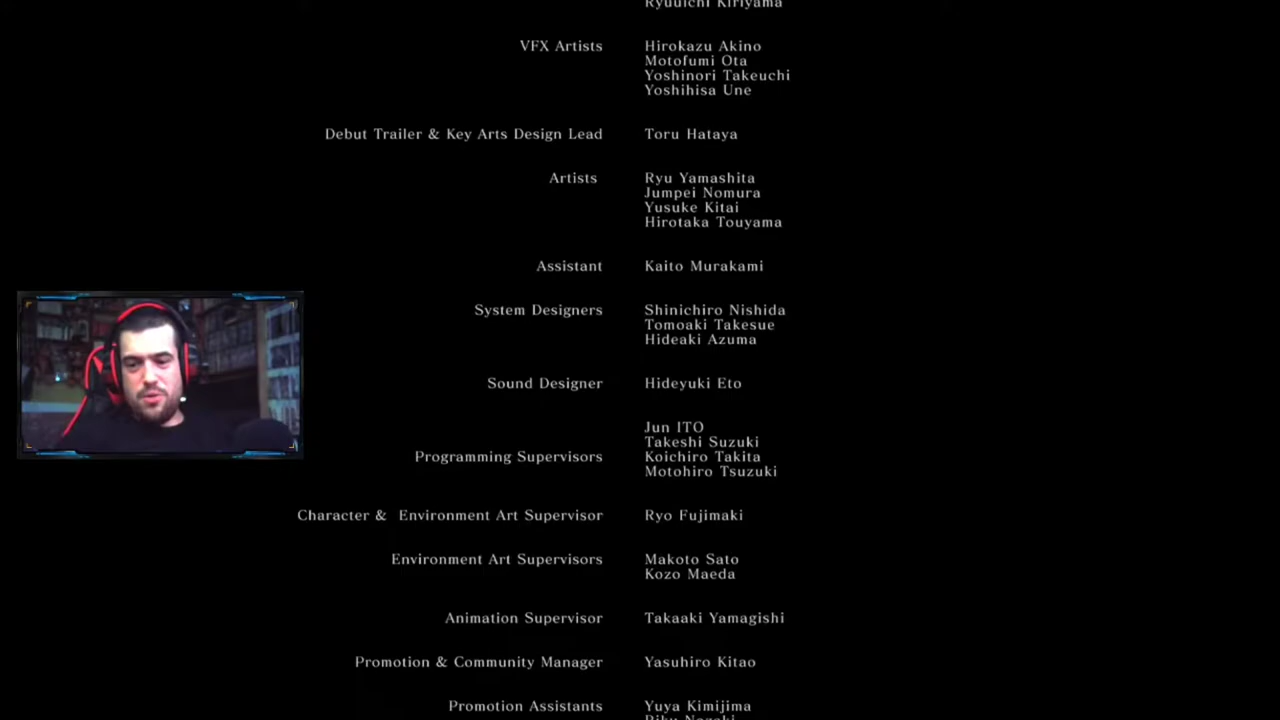 Ryuuichi Kiriyama
VFX Artists Hirokazu Akino
Motofumi Ota
Yoshinori Takeuchi
Yoshihisa Une
Debut Trailer & Key Arts Design Lead Toru Hataya
Artists Ryu Yamashita
Jumpei Nomura
Yusuke Kitai
Hirotaka Touyama
Assistant Kaito Murakami
System Designers Shinichiro Nishida
Tomoaki Takesue
Hideaki Azuma
Sound Designer Hideyuki Eto
Jun ITO
Takeshi Suzuki
Programming Supervisors Koichiro Takita
Motohiro Tsuzuki
Character & Environment Art Supervisor Ryo Fujimaki
Environment Art Supervisors Makoto Sato
Kozo Maeda
Animation Supervisor Takaaki Yamagishi
Promotion & Community Manager Yasuhiro Kitao
Promotion Assistants Yuya Kimijima